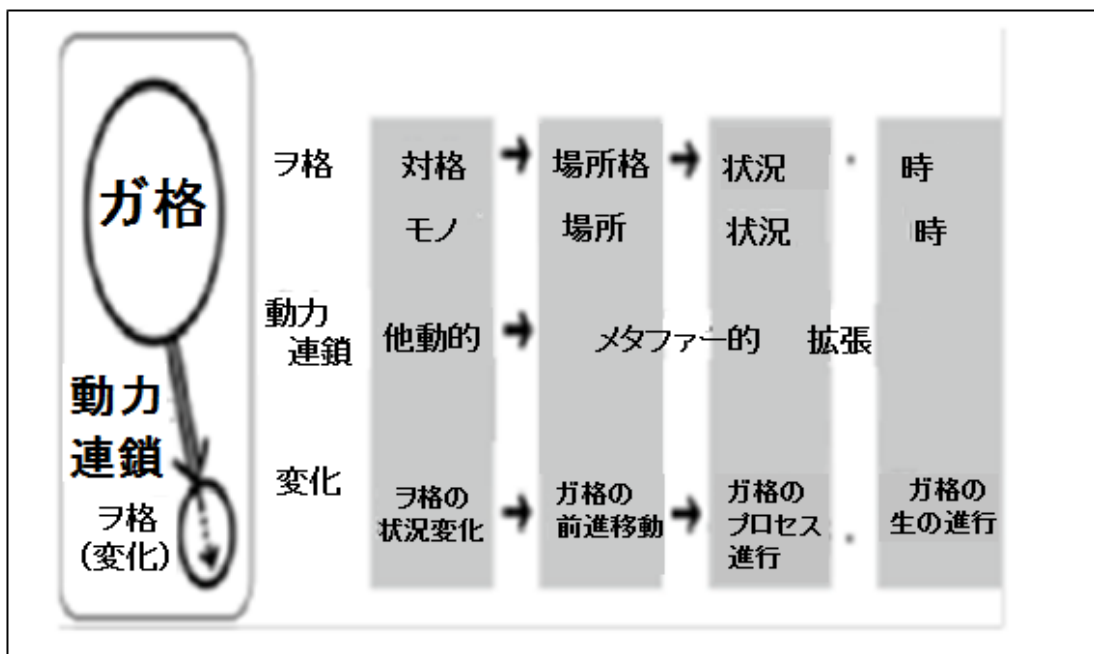 ガ格
動力
連鎖
ヲ格
(変化)
ヲ格 対格 → 場所格 → 状況 ・ 時
モノ 場所 状況 時
動力
連鎖 他動的 → メタファー的 拡張
変化
ヲ格の
状況変化 →
ガ格の
前進移動 →
ガ格の
プロセス
進行 ・
ガ格の
生の進行